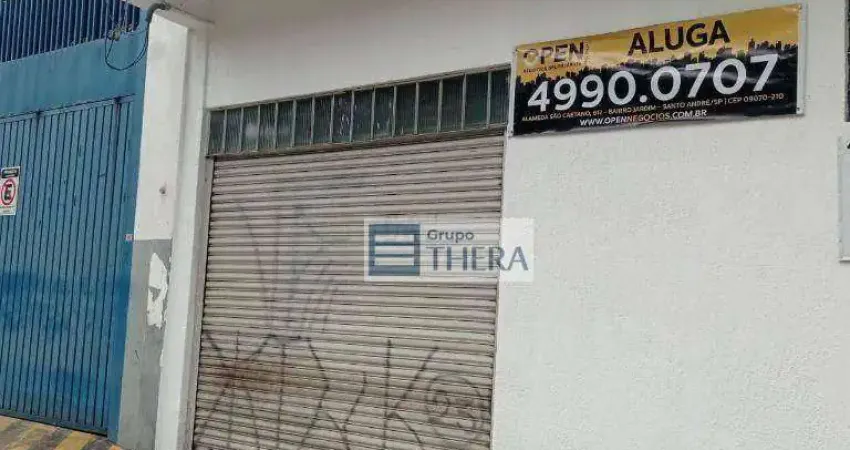 OPEN
ALUGA
4990.0707
ALAMEDA SÃO CAETANO, 611 - BAIRRO JARDIM - SANTO ANDRÉ/SP | CEP 09070-210
WWW.OPENNEGOCIOS.COM.BR
Grupo
THERA